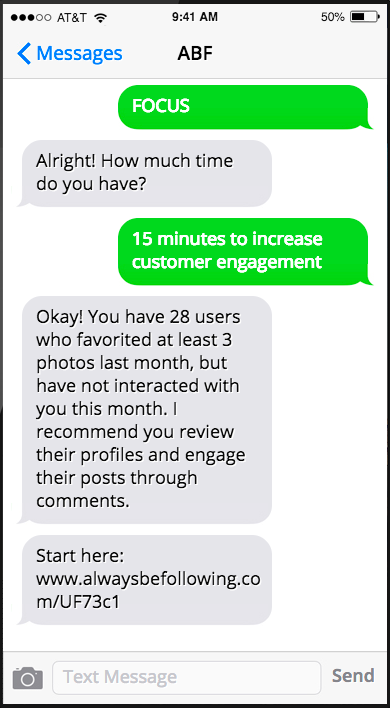 AT&T 9:41 AM 50%
Messages ABF
FOCUS
Alright! How much time
do you have?
15 minutes to increase
customer engagement
Okay! You have 28 users
who favorited at least 3
photos last month, but
have not interacted with
you this month. I
recommend you review
their profiles and engage
their posts through
comments.
Start here:
www.alwaysbefollowing.co
m/UF73c1
Text Message Send